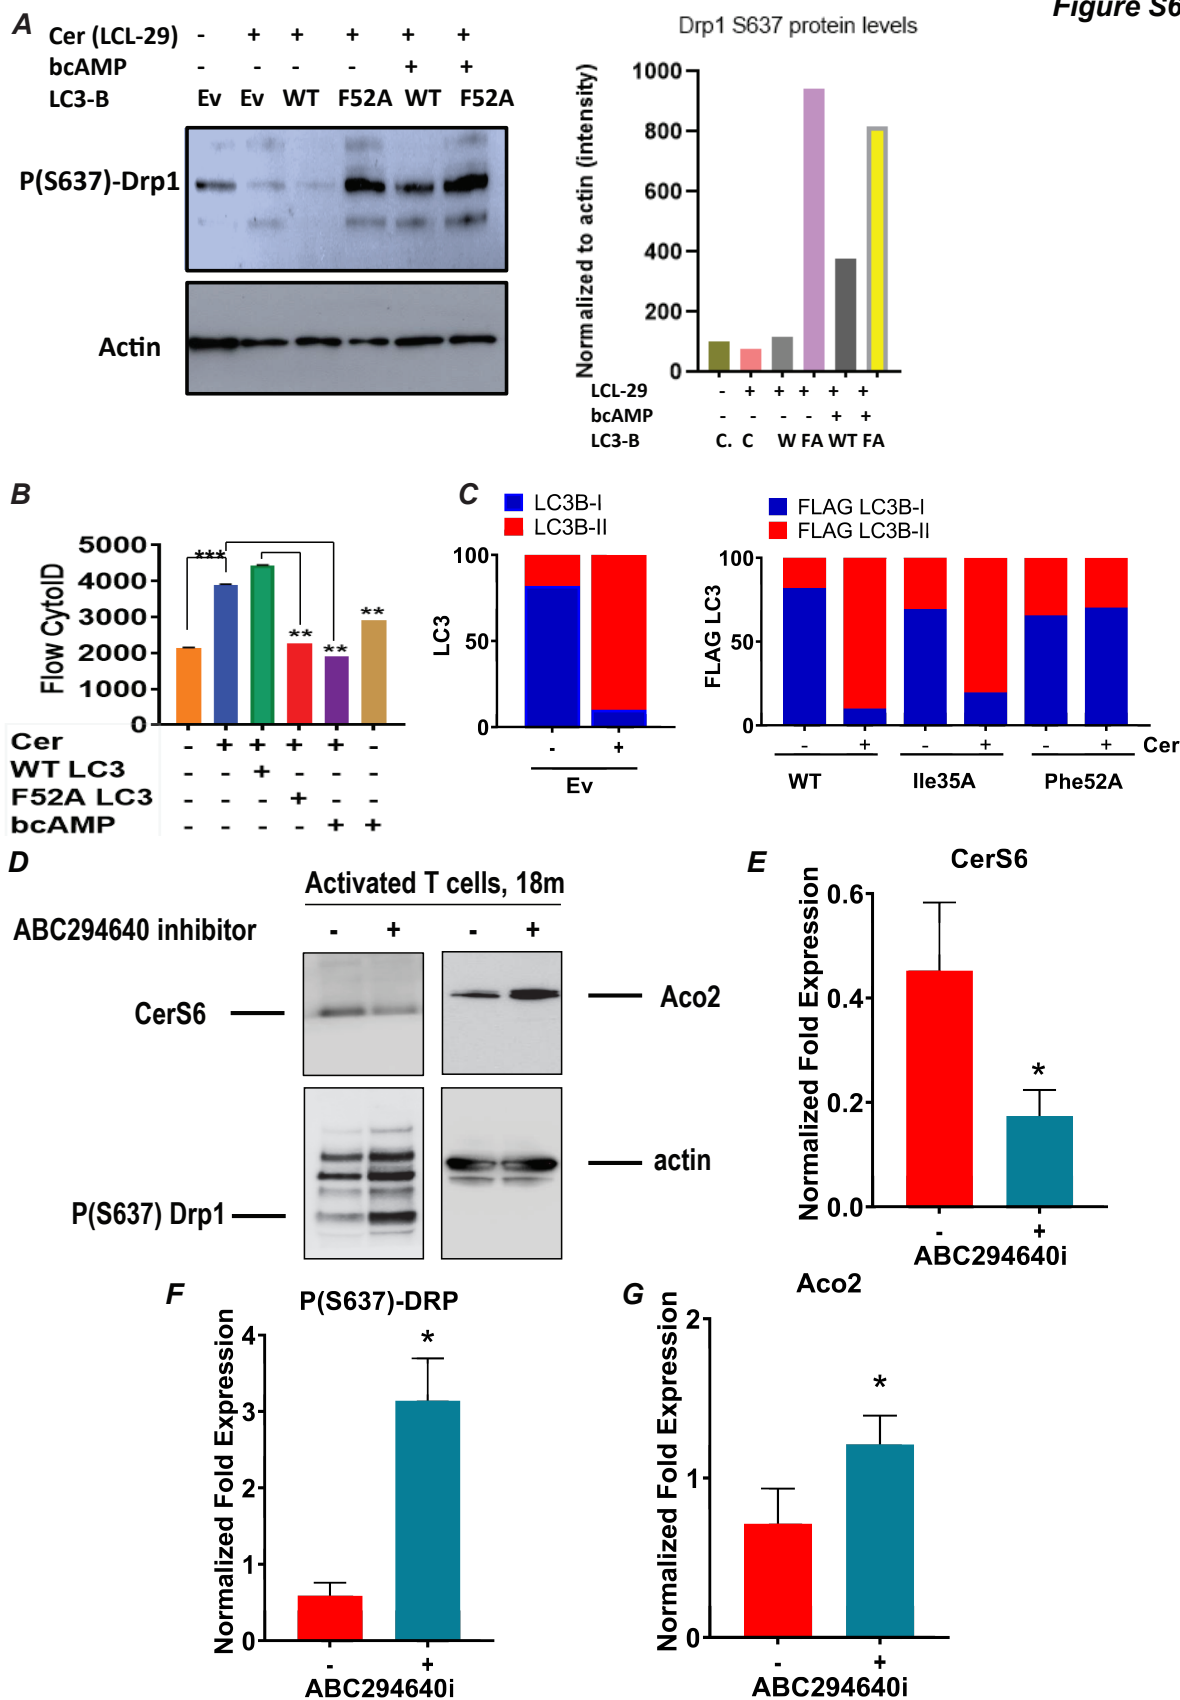 Figure S6
A
Cer (LCL-29) - + + + + +
bcAMP - - - - + +
LC3-B Ev Ev WT F52A WT F52A
P(S637)-Drp1
Actin
Drp1 S637 protein levels
Normalized to actin (intensity)
1000
800
600
400
200
0
LCL-29 - + + + + +
bcAMP - - - - + +
LC3-B C. C W FA WT FA
B
Flow CytoID
5000
4000
3000
2000
1000
0
*** ** ** **
Cer - + + + + -
WT LC3 - - + - - -
F52A LC3 - - - + - -
bcAMP - - - - + +
C
LC3B-I
LC3B-II
LC3
100
50
0
- +
Ev
FLAG LC3B-I
FLAG LC3B-II
FLAG LC3
100
50
0
- + - + - + Cer
WT Ile35A Phe52A
D
Activated T cells, 18m
ABC294640 inhibitor - + - +
CerS6
Aco2
P(S637) Drp1
actin
E
CerS6
Normalized Fold Expression
0.6
0.4
0.2
0.0
*
- +
ABC294640i
F
P(S637)-DRP
Normalized Fold Expression
4
3
2
1
0
*
- +
ABC294640i
G
Aco2
Normalized Fold Expression
2
1
0
*
- +
ABC294640i